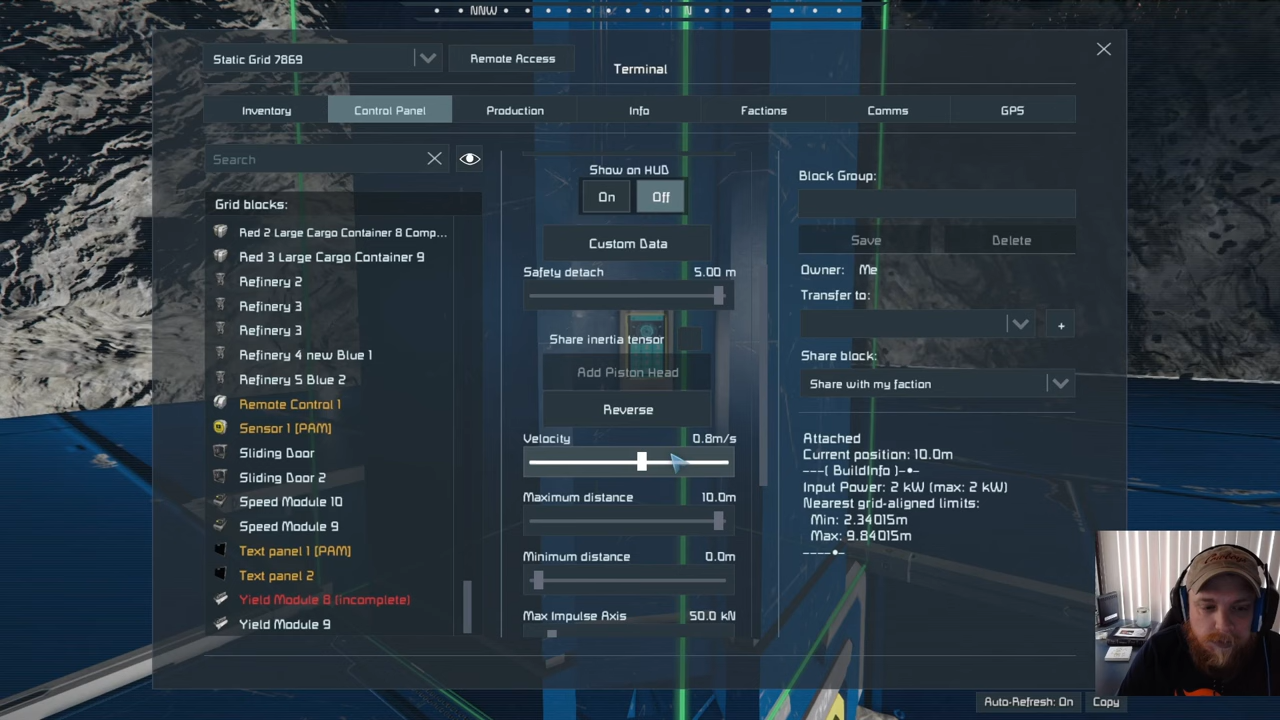 NNW
N
Static Grid 7869
Remote Access
Terminal
Inventory
Control Panel
Production
Info
Factions
Comms
GPS
Search
Grid blocks:
Red 2 Large Cargo Container 8 Comp...
Red 3 Large Cargo Container 9
Refinery 2
Refinery 3
Refinery 3
Refinery 4 new Blue 1
Refinery 5 Blue 2
Remote Control 1
Sensor 1 [PAM]
Sliding Door
Sliding Door 2
Speed Module 10
Speed Module 9
Text panel 1 [PAM]
Text panel 2
Yield Module 8 (incomplete)
Yield Module 9
Show on HUD
On
Off
Custom Data
Safety detach 5.00 m
Share inertia tensor
Add Piston Head
Reverse
Velocity 0.8m/s
Maximum distance 10.0m
Minimum distance 0.0m
Max Impulse Axis 50.0 kN
Block Group:
Save
Delete
Owner: Me
Transfer to:
+
Share block:
Share with my faction
Attached
Current position: 10.0m
---( BuildInfo )-•-
Input Power: 2 kW (max: 2 kW)
Nearest grid-aligned limits:
Min: 2.34015m
Max: 9.84015m
----•-
Auto-Refresh: On
Copy